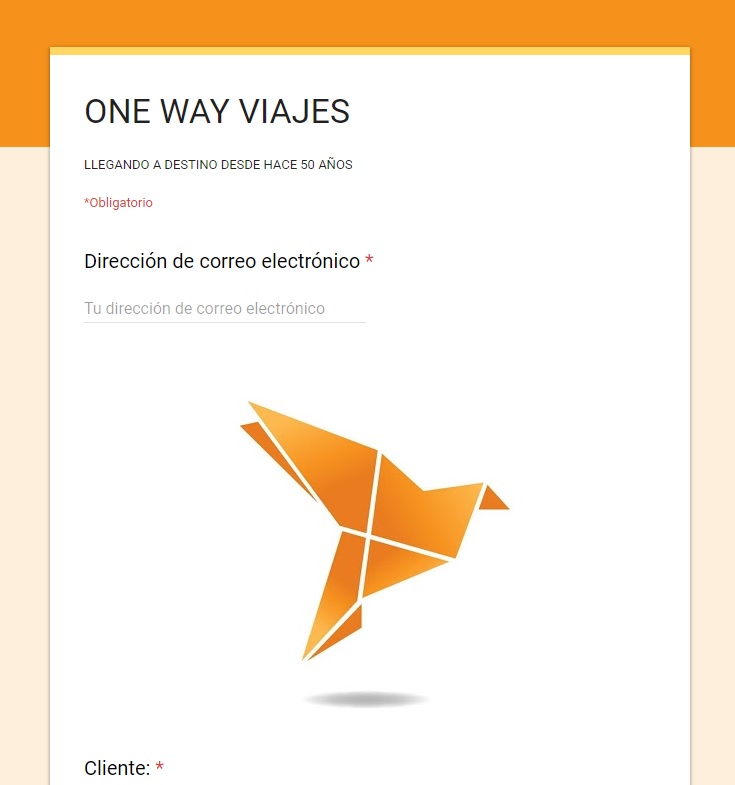 ONE WAY VIAJES
LLEGANDO A DESTINO DESDE HACE 50 AÑOS
*Obligatorio
Dirección de correo electrónico *
Tu dirección de correo electrónico
Cliente: *